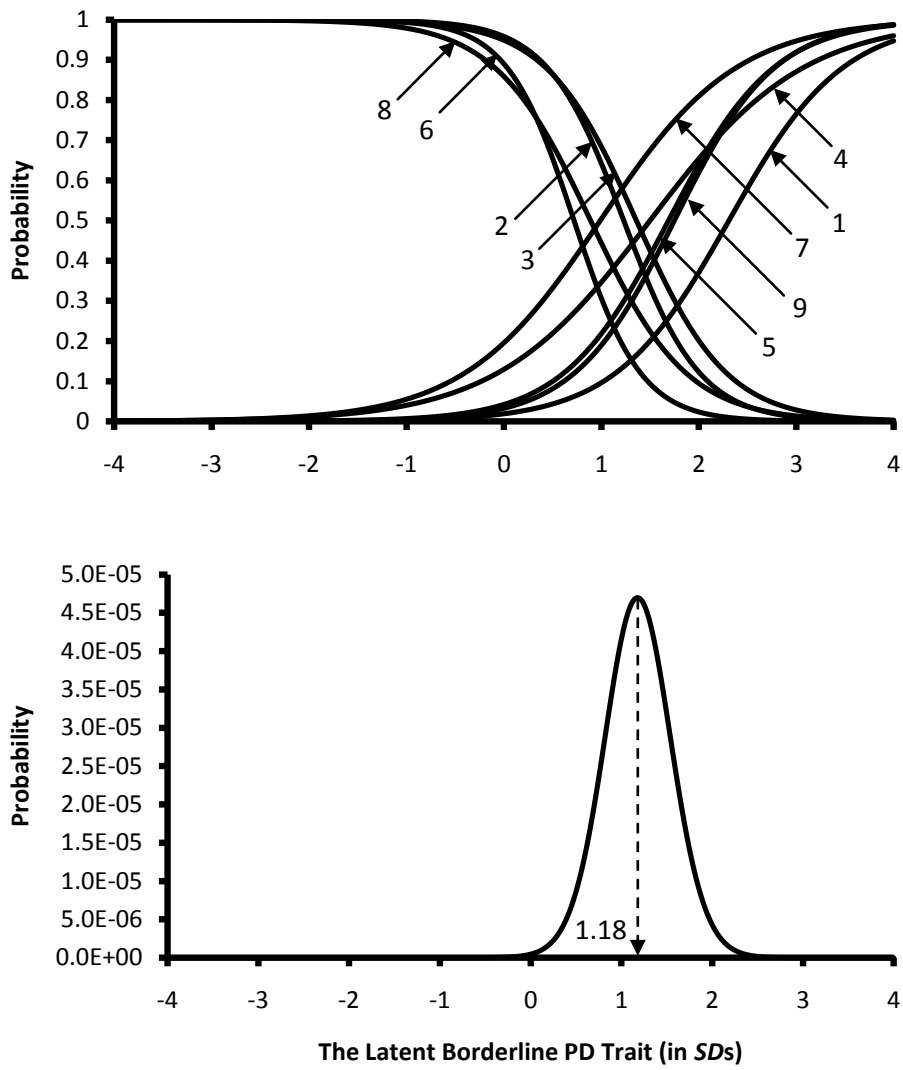 Probability
1
0.9
0.8
0.7
0.6
0.5
0.4
0.3
0.2
0.1
0
-4 -3 -2 -1 0 1 2 3 4
8
6
2
3
4
1
7
9
5
Probability
5.0E-05
4.5E-05
4.0E-05
3.5E-05
3.0E-05
2.5E-05
2.0E-05
1.5E-05
1.0E-05
5.0E-06
0.0E+00
1.18
-4 -3 -2 -1 0 1 2 3 4
The Latent Borderline PD Trait (in SDs)